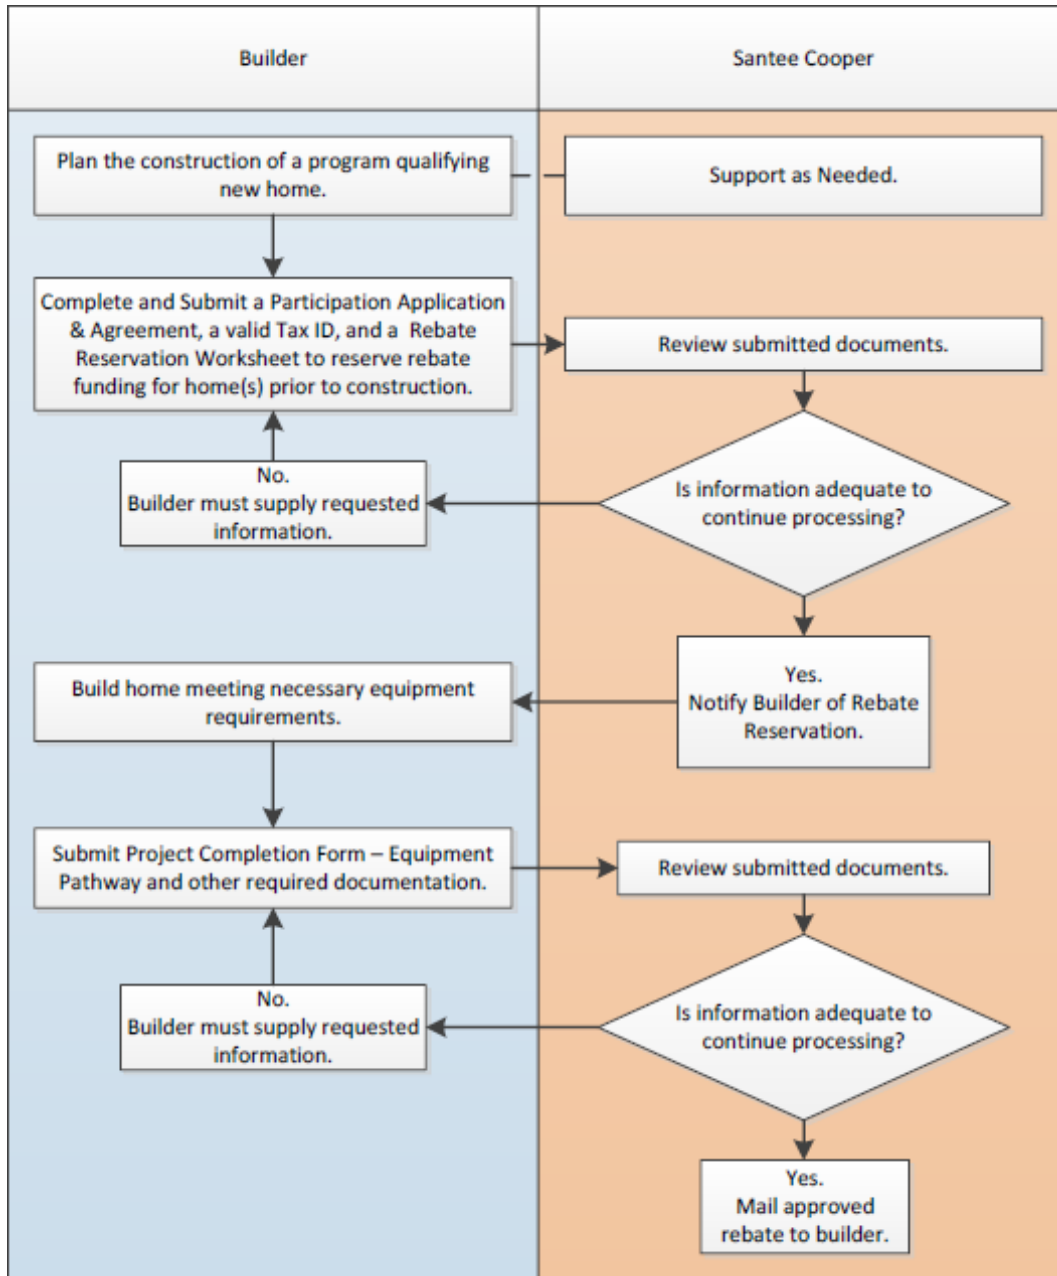 Builder
Santee Cooper
Plan the construction of a program qualifying
new home.
Support as Needed.
Complete and Submit a Participation Application
& Agreement, a valid Tax ID, and a Rebate
Reservation Worksheet to reserve rebate
funding for home(s) prior to construction.
Review submitted documents.
Is information adequate to
continue processing?
No.
Builder must supply requested
information.
Yes.
Notify Builder of Rebate
Reservation.
Build home meeting necessary equipment
requirements.
Submit Project Completion Form – Equipment
Pathway and other required documentation.
Review submitted documents.
Is information adequate to
continue processing?
No.
Builder must supply requested
information.
Yes.
Mail approved
rebate to builder.